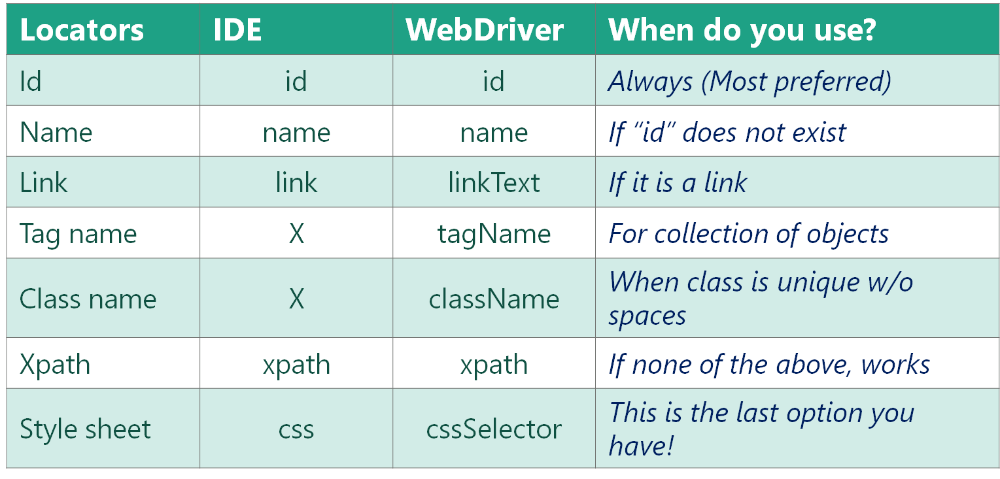 Locators IDE WebDriver When do you use?
Id id id Always (Most preferred)
Name name name If “id” does not exist
Link link linkText If it is a link
Tag name X tagName For collection of objects
Class name X className When class is unique w/o
spaces
Xpath xpath xpath If none of the above, works
Style sheet css cssSelector This is the last option you
have!